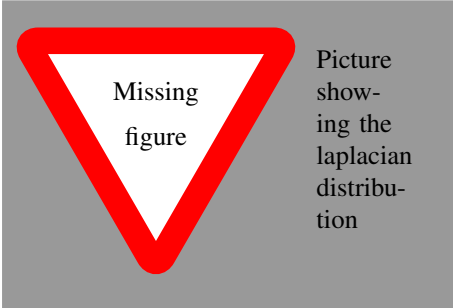 Missing
figure
Picture
show-
ing the
laplacian
distribu-
tion